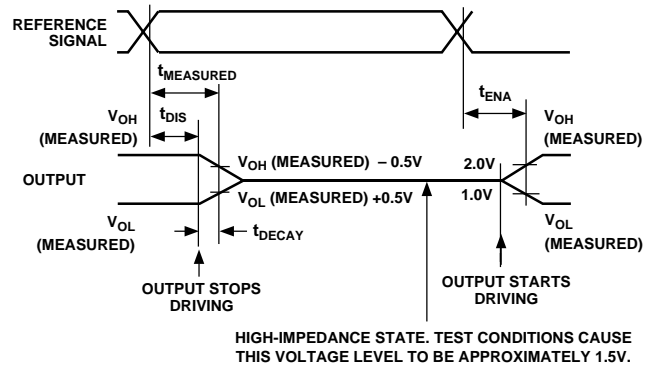 REFERENCE
SIGNAL
tMEASURED
tDIS
tENA
VOH
(MEASURED)
VOH
(MEASURED)
VOH (MEASURED) – 0.5V
2.0V
OUTPUT
VOL (MEASURED) +0.5V
1.0V
VOL
(MEASURED)
tDECAY
VOL
(MEASURED)
OUTPUT STOPS
DRIVING
OUTPUT STARTS
DRIVING
HIGH-IMPEDANCE STATE. TEST CONDITIONS CAUSE
THIS VOLTAGE LEVEL TO BE APPROXIMATELY 1.5V.